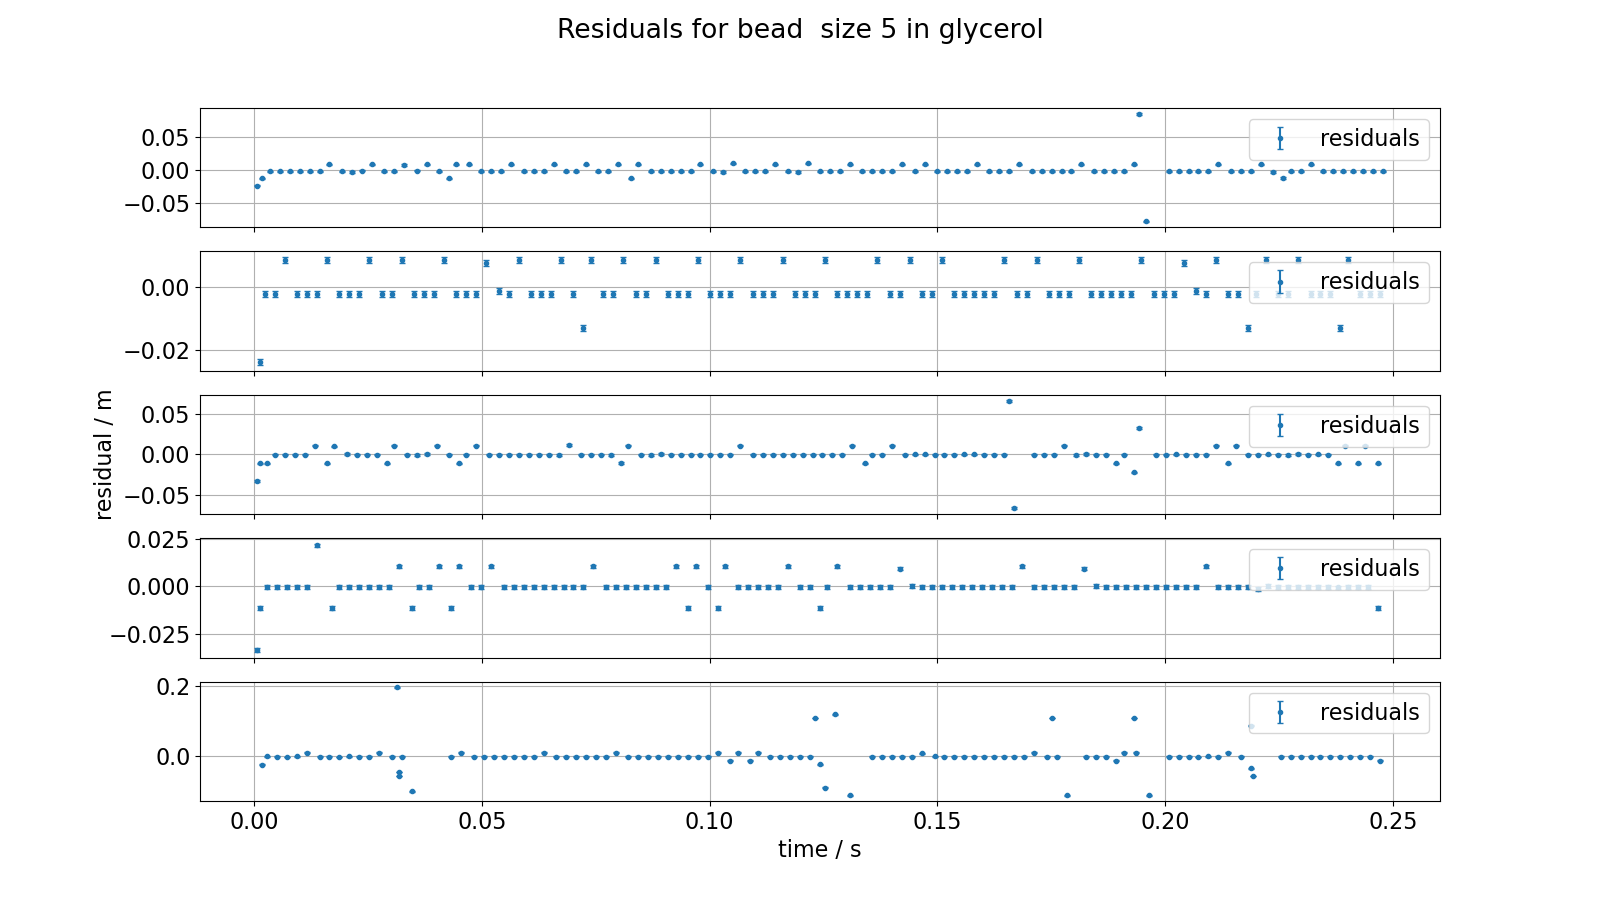 Residuals for bead  size 5 in glycerol
0.05
0.00
−0.05
residuals
0.00
−0.02
residuals
residual / m
0.05
0.00
−0.05
residuals
0.025
0.000
−0.025
residuals
0.2
0.0
residuals
0.00 0.05 0.10 0.15 0.20 0.25
time / s